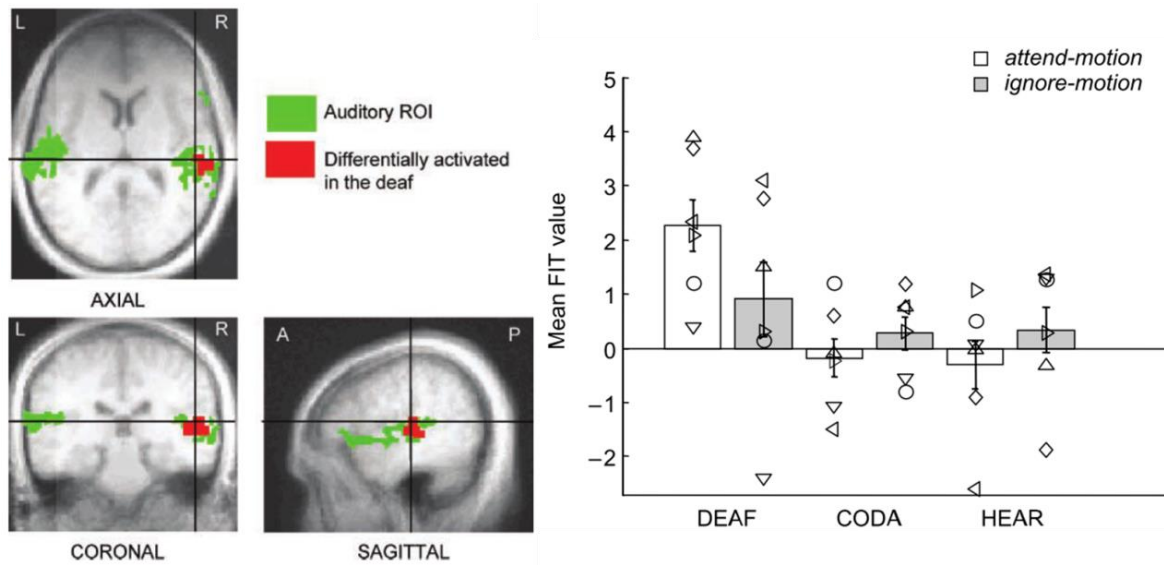 L R
AXIAL
Auditory ROI
Differentially activated
in the deaf
L R
CORONAL
A P
SAGITTAL
attend-motion
ignore-motion
Mean FIT value
5
4
3
2
1
0
–1
–2
DEAF CODA HEAR